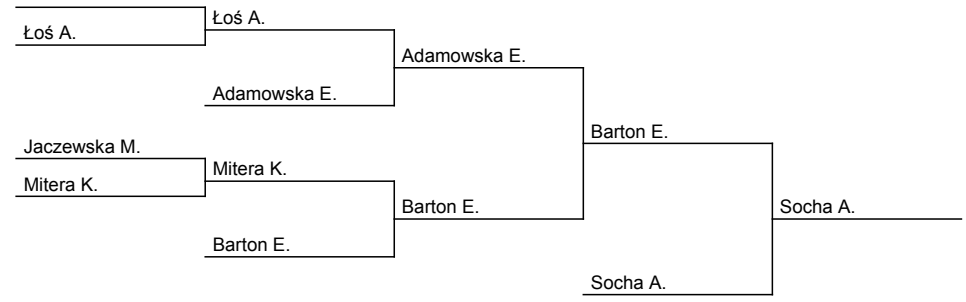 Łoś A.
Łoś A.
Adamowska E.
Adamowska E.
Barton E.
Jaczewska M.
Mitera K.
Mitera K.
Barton E.
Socha A.
Barton E.
Socha A.